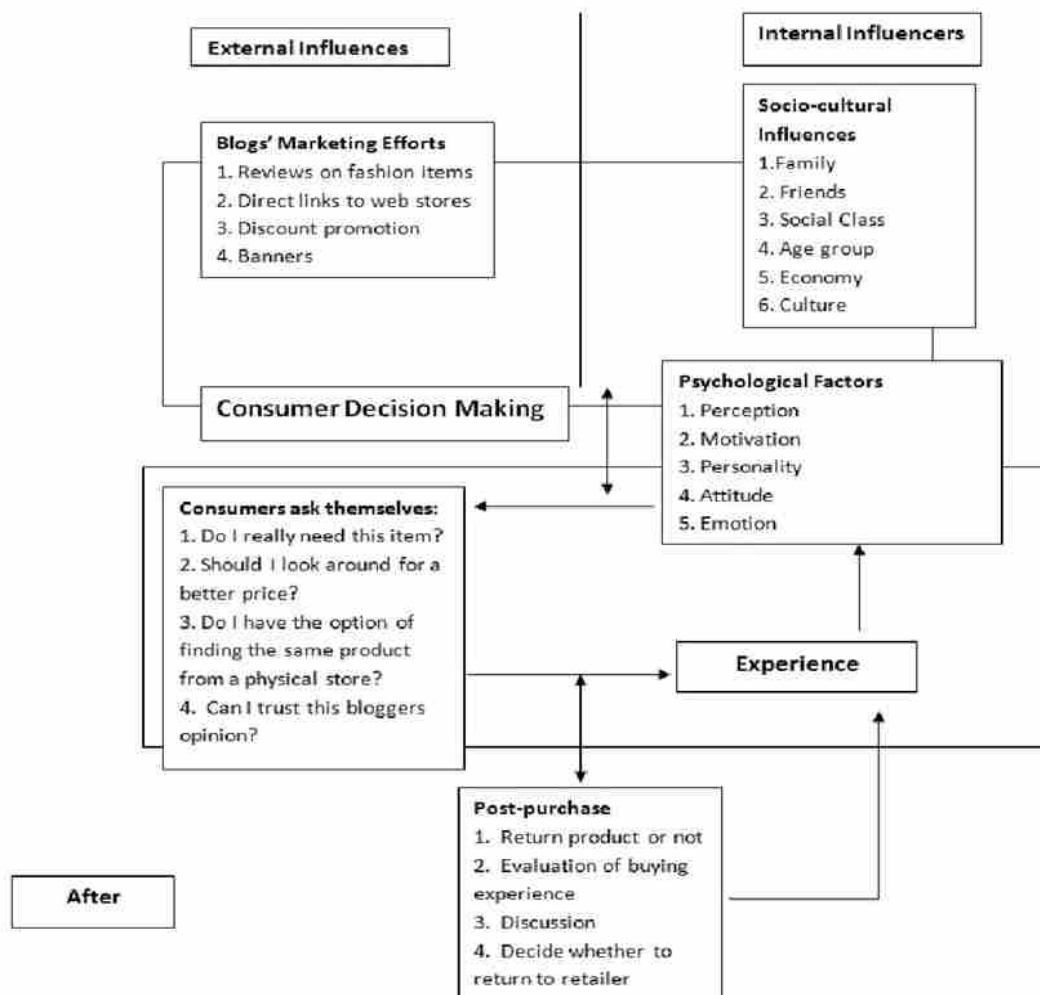 External Influences
Internal Influencers
Blogs' Marketing Efforts
1. Reviews on fashion items
2. Direct links to web stores
3. Discount promotion
4. Banners
Socio-cultural
Influences
1.Family
2. Friends
3. Social Class
4. Age group
5. Economy
6. Culture
Consumer Decision Making
Psychological Factors
1. Perception
2. Motivation
3. Personality
4. Attitude
5. Emotion
Consumers ask themselves:
1. Do I really need this item?
2. Should I look around for a
better price?
3. Do I have the option of
finding the same product
from a physical store?
4. Can I trust this bloggers
opinion?
Experience
Post-purchase
1. Return product or not
2. Evaluation of buying
experience
3. Discussion
4. Decide whether to
return to retailer
After